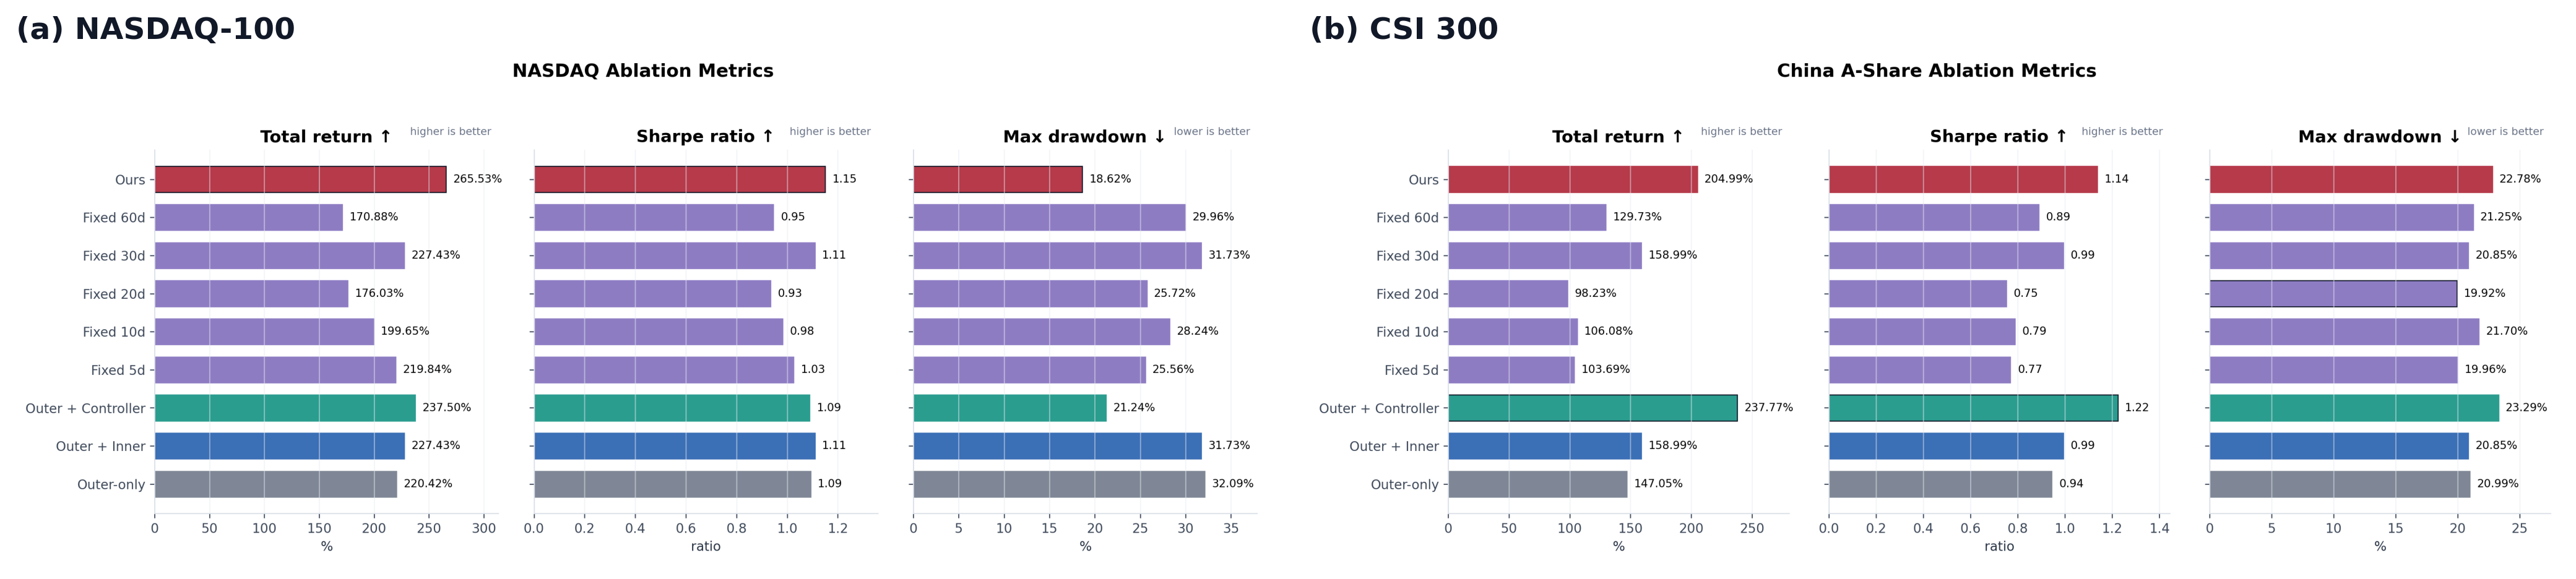 (a) NASDAQ-100
NASDAQ Ablation Metrics
Total return ↑ higher is better
Sharpe ratio ↑ higher is better
Max drawdown ↓ lower is better
Ours 265.53% 1.15 18.62%
Fixed 60d 170.88% 0.95 29.96%
Fixed 30d 227.43% 1.11 31.73%
Fixed 20d 176.03% 0.93 25.72%
Fixed 10d 199.65% 0.98 28.24%
Fixed 5d 219.84% 1.03 25.56%
Outer + Controller 237.50% 1.09 21.24%
Outer + Inner 227.43% 1.11 31.73%
Outer-only 220.42% 1.09 32.09%
0 50 100 150 200 250 300
%
0.0 0.2 0.4 0.6 0.8 1.0 1.2
ratio
0 5 10 15 20 25 30 35
%
(b) CSI 300
China A-Share Ablation Metrics
Total return ↑ higher is better
Sharpe ratio ↑ higher is better
Max drawdown ↓ lower is better
Ours 204.99% 1.14 22.78%
Fixed 60d 129.73% 0.89 21.25%
Fixed 30d 158.99% 0.99 20.85%
Fixed 20d 98.23% 0.75 19.92%
Fixed 10d 106.08% 0.79 21.70%
Fixed 5d 103.69% 0.77 19.96%
Outer + Controller 237.77% 1.22 23.29%
Outer + Inner 158.99% 0.99 20.85%
Outer-only 147.05% 0.94 20.99%
0 50 100 150 200 250
%
0.0 0.2 0.4 0.6 0.8 1.0 1.2 1.4
ratio
0 5 10 15 20 25
%